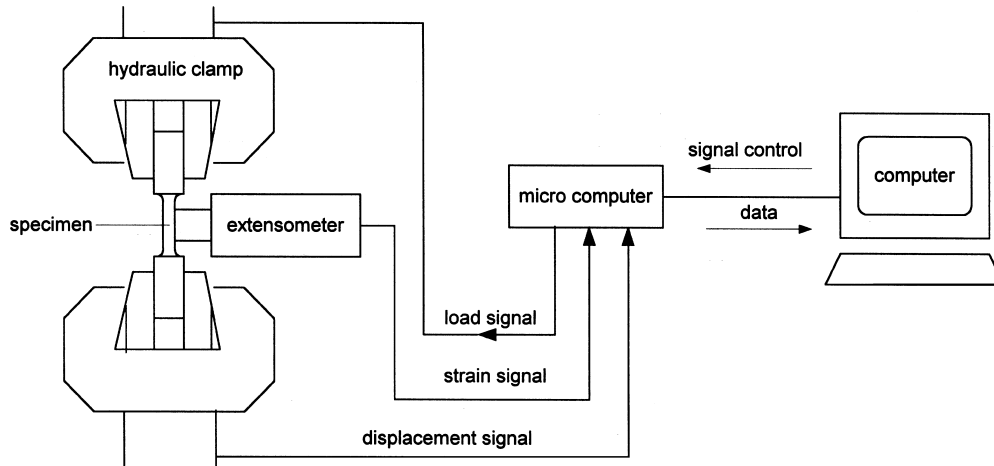 hydraulic clamp
signal control
computer
micro computer
specimen
extensometer
data
load signal
strain signal
displacement signal